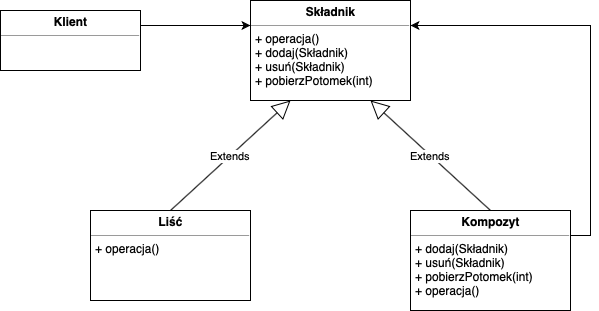 Klient
Składnik
+ operacja()
+ dodaj(Składnik)
+ usuń(Składnik)
+ pobierzPotomek(int)
Extends
Extends
Liść
+ operacja()
Kompozyt
+ dodaj(Składnik)
+ usuń(Składnik)
+ pobierzPotomek(int)
+ operacja()